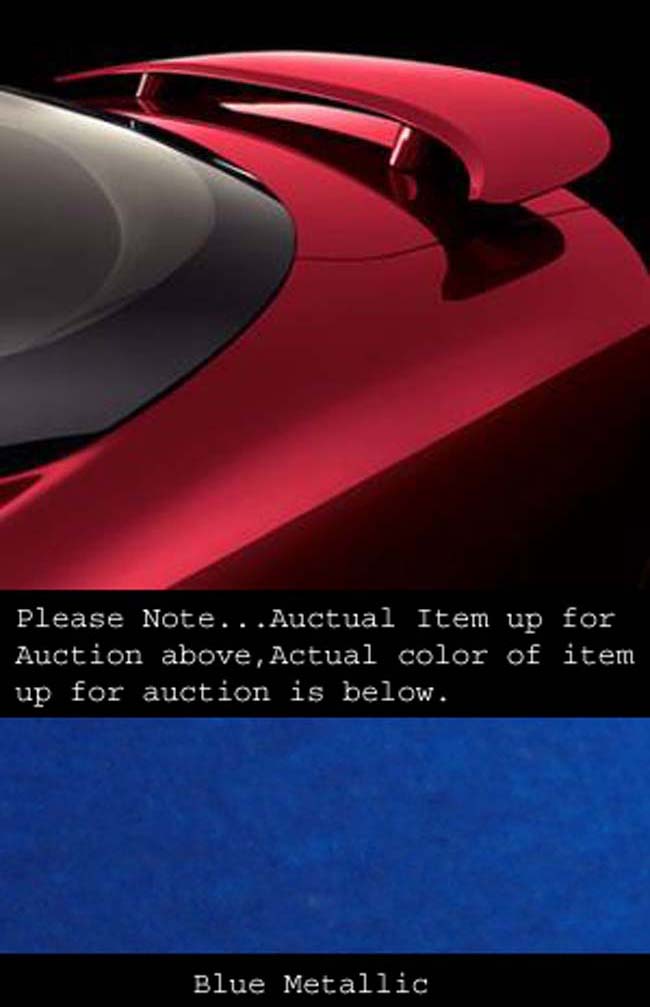 Please Note...Auctual Item up for
Auction above,Actual color of item
up for auction is below.
Blue Metallic